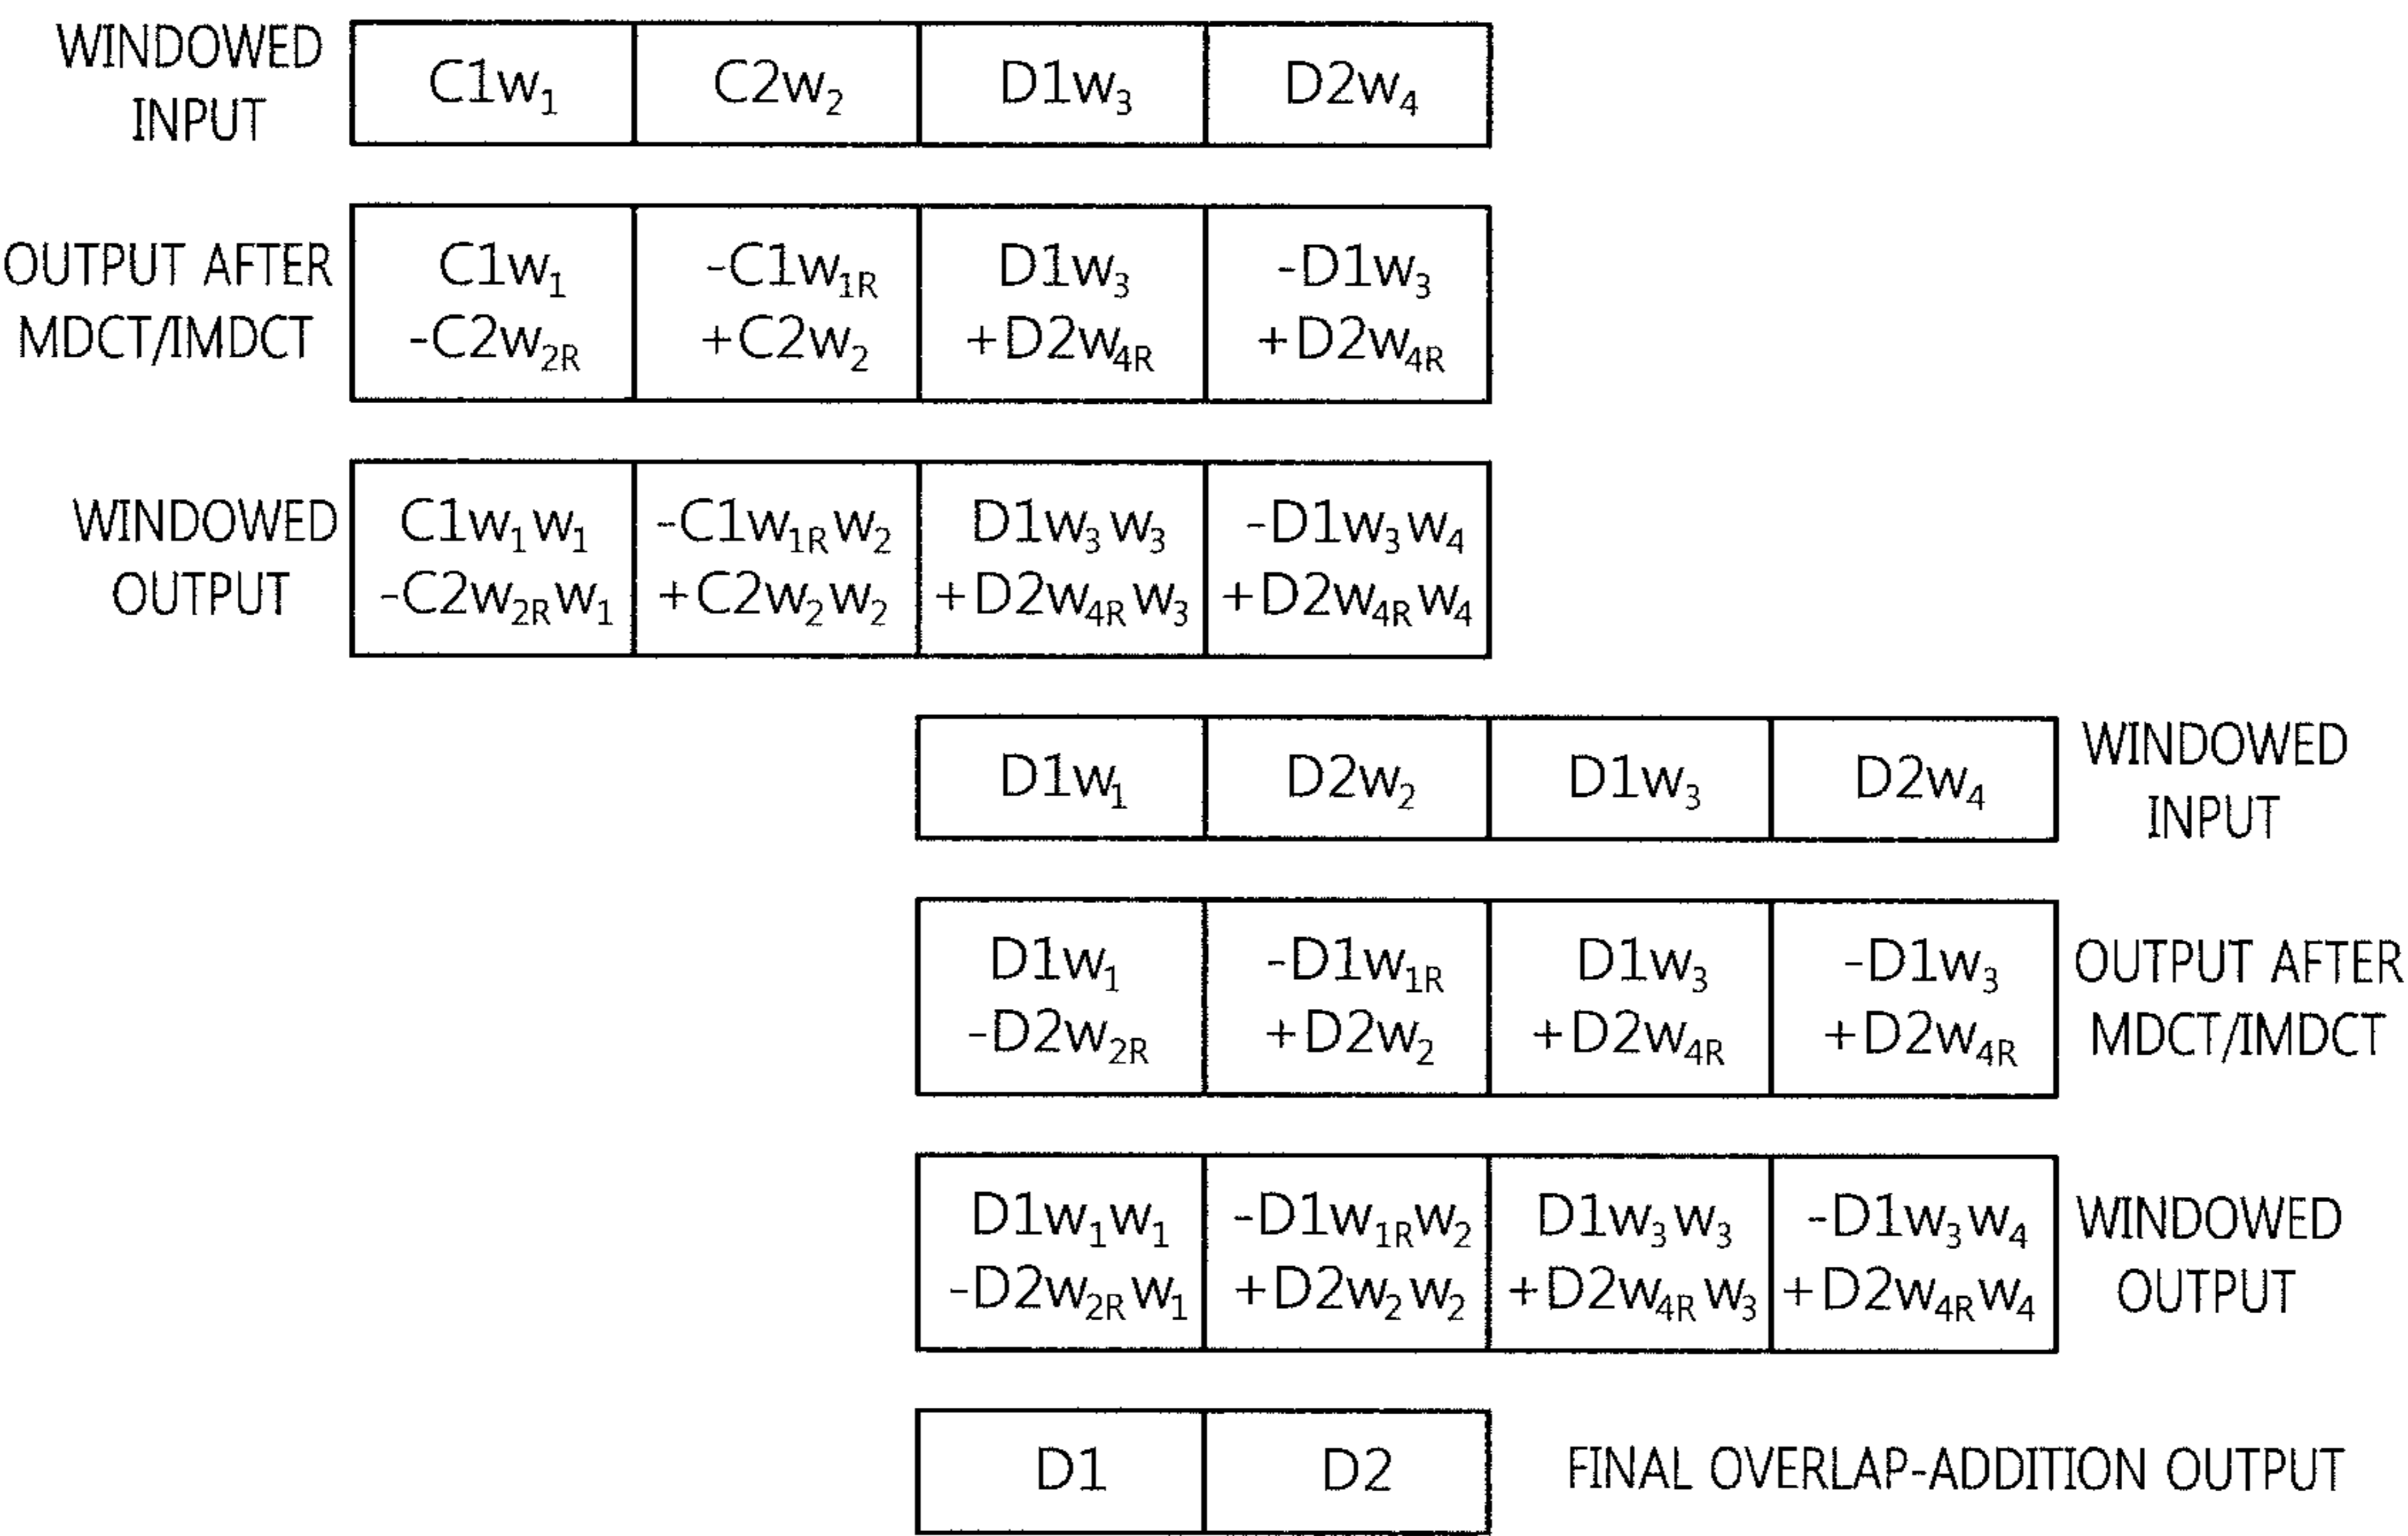 WINDOWED
INPUT
C1w₁ C2w₂ D1w₃ D2w₄
OUTPUT AFTER
MDCT/IMDCT
C1w₁ -C1w₁R D1w₃ -D1w₃
-C2w₂R +C2w₂ +D2w₄R +D2w₄R
WINDOWED
OUTPUT
C1w₁w₁ -C1w₁Rw₂ D1w₃w₃ -D1w₃w₄
-C2w₂Rw₁ +C2w₂w₂ +D2w₄Rw₃ +D2w₄Rw₄
D1w₁ D2w₂ D1w₃ D2w₄
WINDOWED
INPUT
D1w₁ -D1w₁R D1w₃ -D1w₃
-D2w₂R +D2w₂ +D2w₄R +D2w₄R
OUTPUT AFTER
MDCT/IMDCT
D1w₁w₁ -D1w₁Rw₂ D1w₃w₃ -D1w₃w₄
-D2w₂Rw₁ +D2w₂w₂ +D2w₄Rw₃ +D2w₄Rw₄
WINDOWED
OUTPUT
D1 D2 FINAL OVERLAP-ADDITION OUTPUT